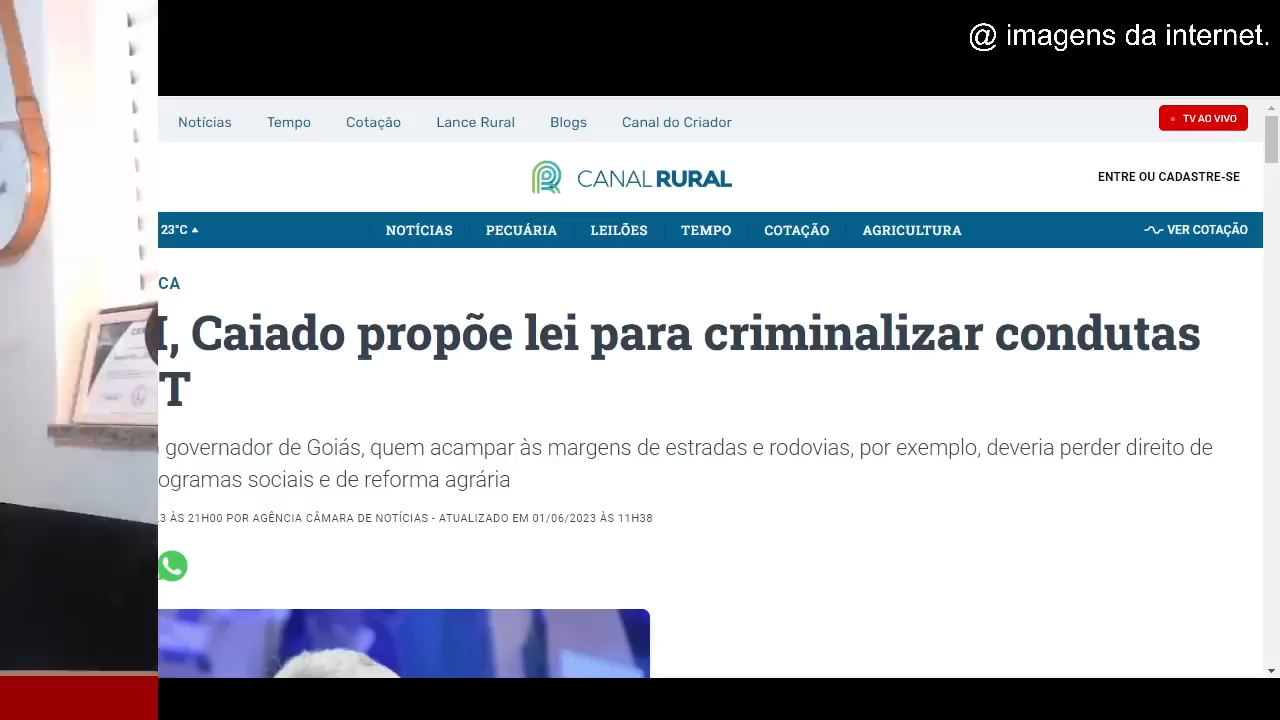 @ imagens da internet.
Notícias Tempo Cotação Lance Rural Blogs Canal do Criador TV AO VIVO
CANAL RURAL
ENTRE OU CADASTRE-SE
23°C NOTÍCIAS PECUÁRIA LEILÕES TEMPO COTAÇÃO AGRICULTURA VER COTAÇÃO
CA
I, Caiado propõe lei para criminalizar condutas
T
governador de Goiás, quem acampar às margens de estradas e rodovias, por exemplo, deveria perder direito de
ogramas sociais e de reforma agrária
3 ÀS 21H00 POR AGÊNCIA CÂMARA DE NOTÍCIAS - ATUALIZADO EM 01/06/2023 ÀS 11H38